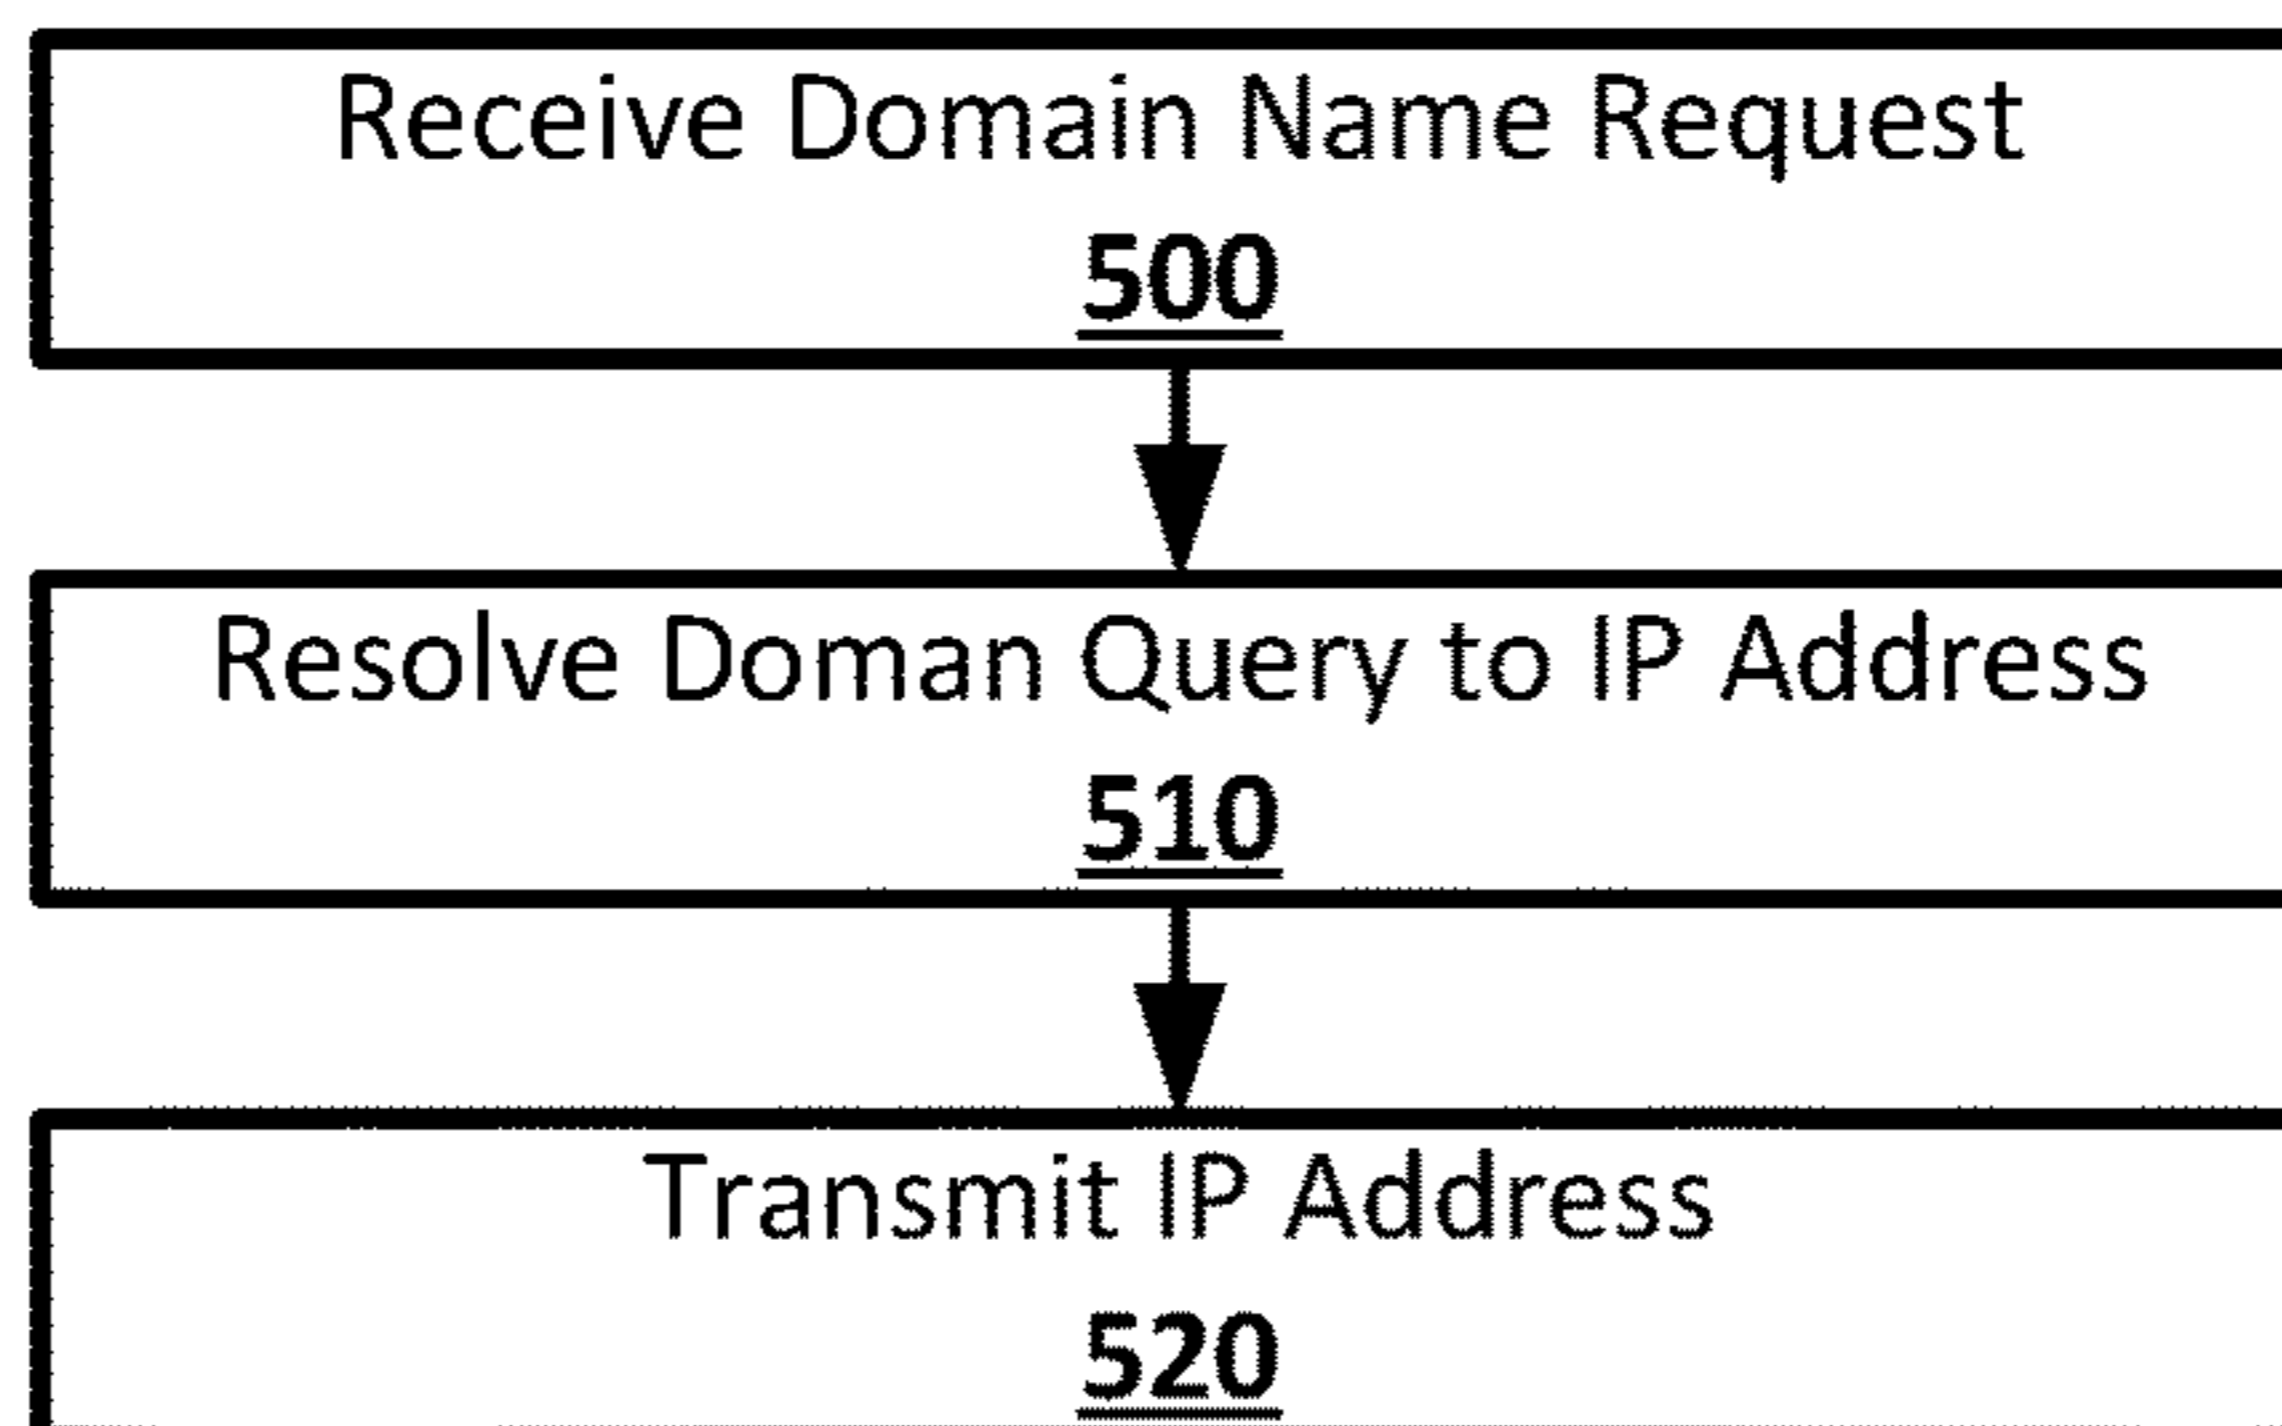 Receive Domain Name Request
500
Resolve Doman Query to IP Address
510
Transmit IP Address
520